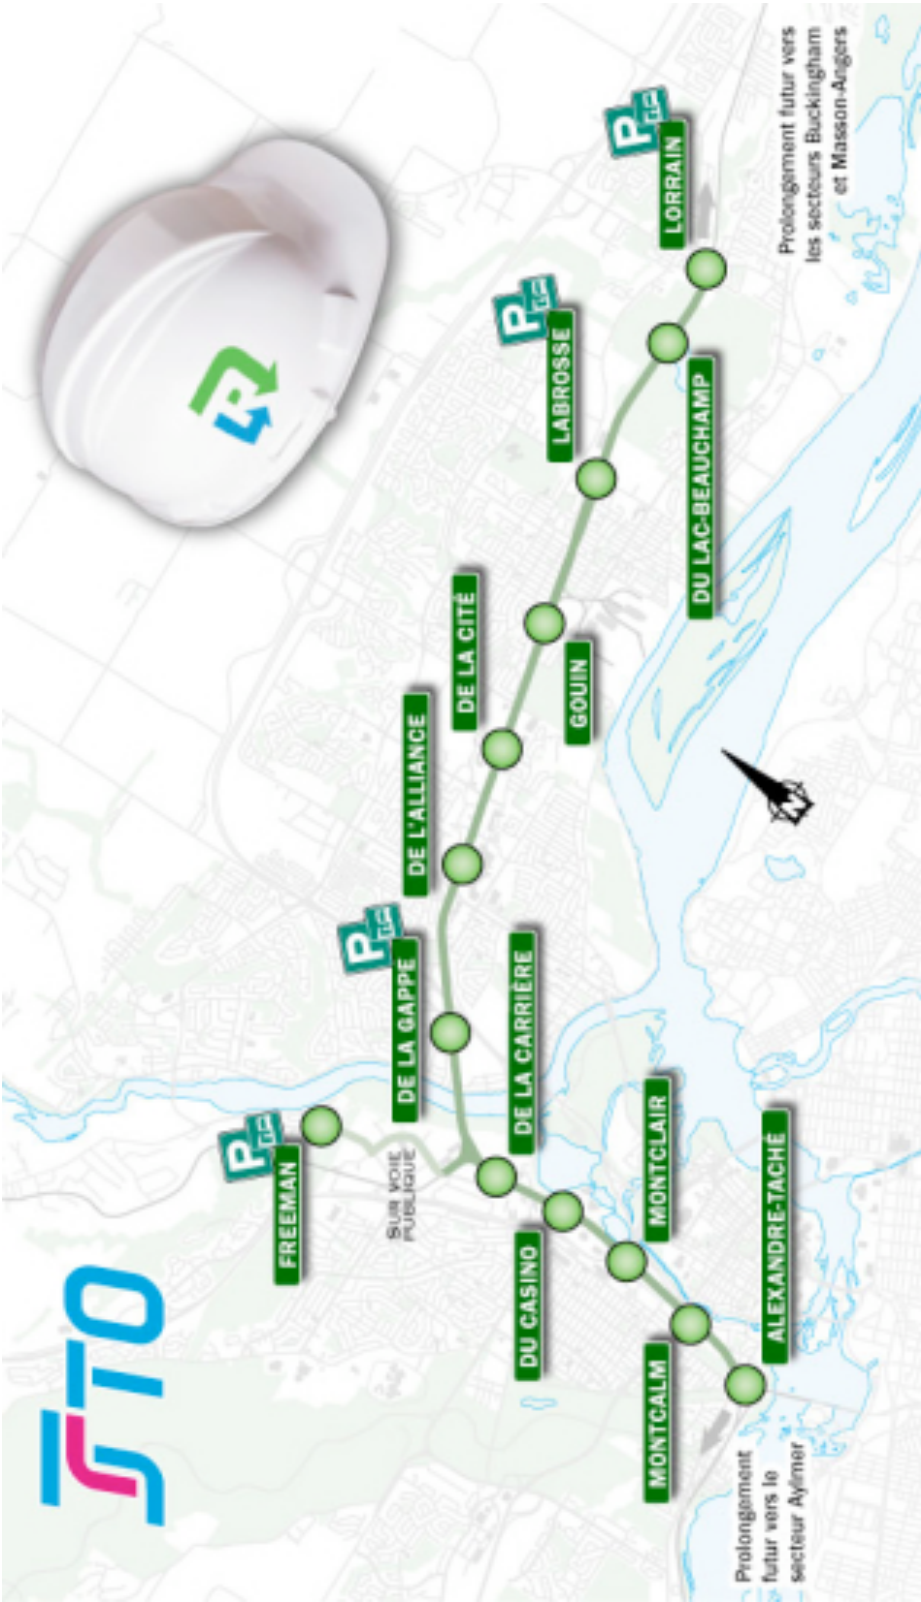 STO
FREEMAN
P
SUR VOIE
PUBLIQUE
DE LA GAPPE
P
DE L'ALLIANCE
DE LA CITÉ
LABROSSE
P
LORRAIN
P
DE LA CARRIÈRE
GOUIN
DU LAC-BEAUCHAMP
DU CASINO
MONTCLAIR
MONTCALM
ALEXANDRE-TACHÉ
R
N
Prolongement
futur vers le
secteur Aylmer
Prolongement futur vers
les secteurs Buckingham
et Masson-Angers